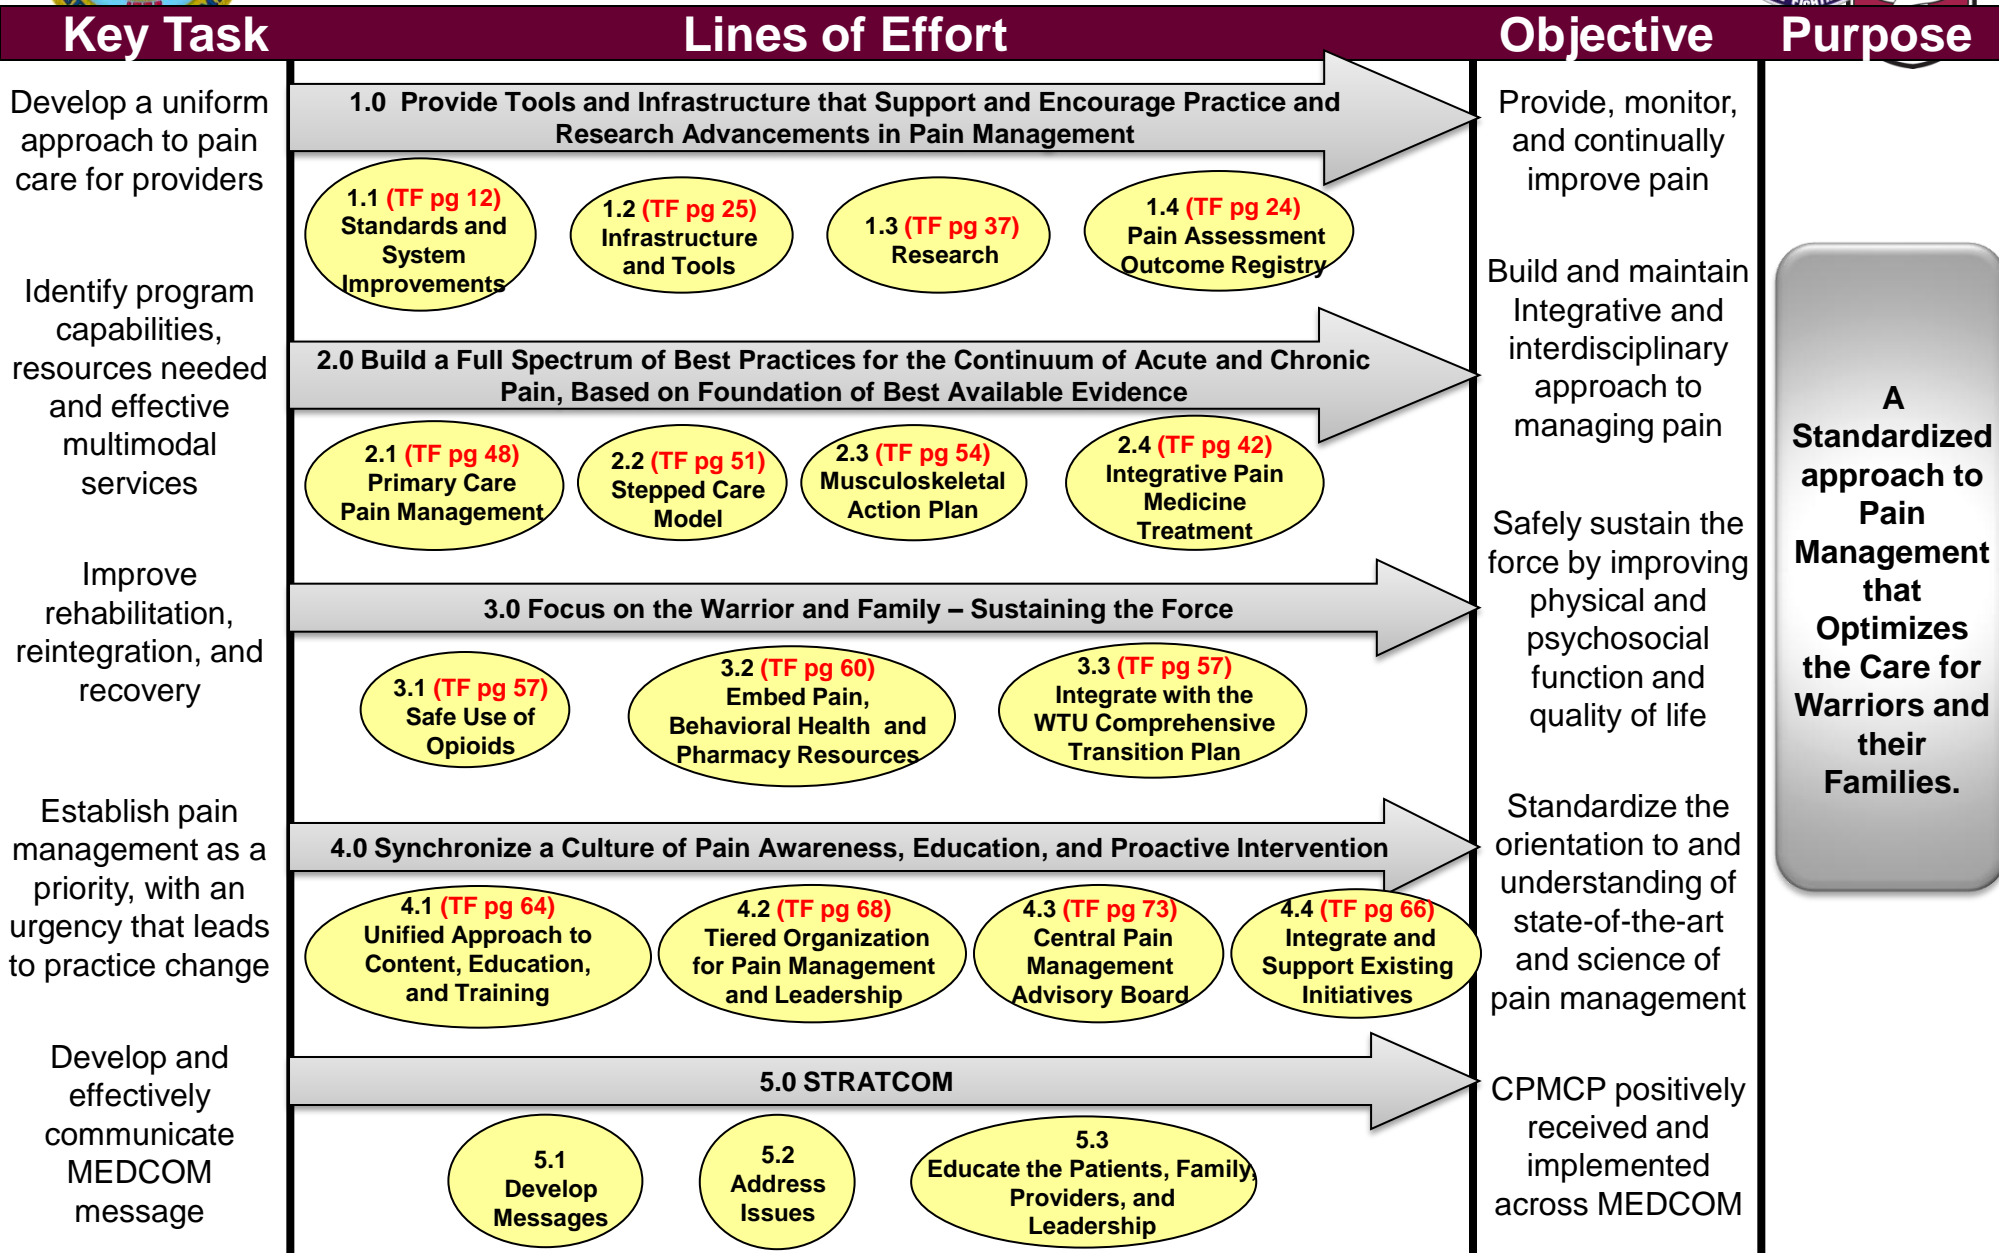 Key Task
Lines of Effort
Objective
Purpose
Develop a uniform
approach to pain
care for providers
1.0 Provide Tools and Infrastructure that Support and Encourage Practice and
Research Advancements in Pain Management
Provide, monitor,
and continually
improve pain
1.1 (TF pg 12)
Standards and
System
Improvements
1.2 (TF pg 25)
Infrastructure
and Tools
1.3 (TF pg 37)
Research
1.4 (TF pg 24)
Pain Assessment
Outcome Registry
Identify program
capabilities,
resources needed
and effective
multimodal
services
2.0 Build a Full Spectrum of Best Practices for the Continuum of Acute and Chronic
Pain, Based on Foundation of Best Available Evidence
Build and maintain
Integrative and
interdisciplinary
approach to
managing pain
2.1 (TF pg 48)
Primary Care
Pain Management
2.2 (TF pg 51)
Stepped Care
Model
2.3 (TF pg 54)
Musculoskeletal
Action Plan
2.4 (TF pg 42)
Integrative Pain
Medicine
Treatment
Improve
rehabilitation,
reintegration, and
recovery
3.0 Focus on the Warrior and Family – Sustaining the Force
Safely sustain the
force by improving
physical and
psychosocial
function and
quality of life
3.1 (TF pg 57)
Safe Use of
Opioids
3.2 (TF pg 60)
Embed Pain,
Behavioral Health and
Pharmacy Resources
3.3 (TF pg 57)
Integrate with the
WTU Comprehensive
Transition Plan
Establish pain
management as a
priority, with an
urgency that leads
to practice change
4.0 Synchronize a Culture of Pain Awareness, Education, and Proactive Intervention
Standardize the
orientation to and
understanding of
state-of-the-art
and science of
pain management
4.1 (TF pg 64)
Unified Approach to
Content, Education,
and Training
4.2 (TF pg 68)
Tiered Organization
for Pain Management
and Leadership
4.3 (TF pg 73)
Central Pain
Management
Advisory Board
4.4 (TF pg 66)
Integrate and
Support Existing
Initiatives
Develop and
effectively
communicate
MEDCOM
message
5.0 STRATCOM
CPMCP positively
received and
implemented
across MEDCOM
5.1
Develop
Messages
5.2
Address
Issues
5.3
Educate the Patients, Family,
Providers, and
Leadership
A
Standardized
approach to
Pain
Management
that
Optimizes
the Care for
Warriors and
their
Families.